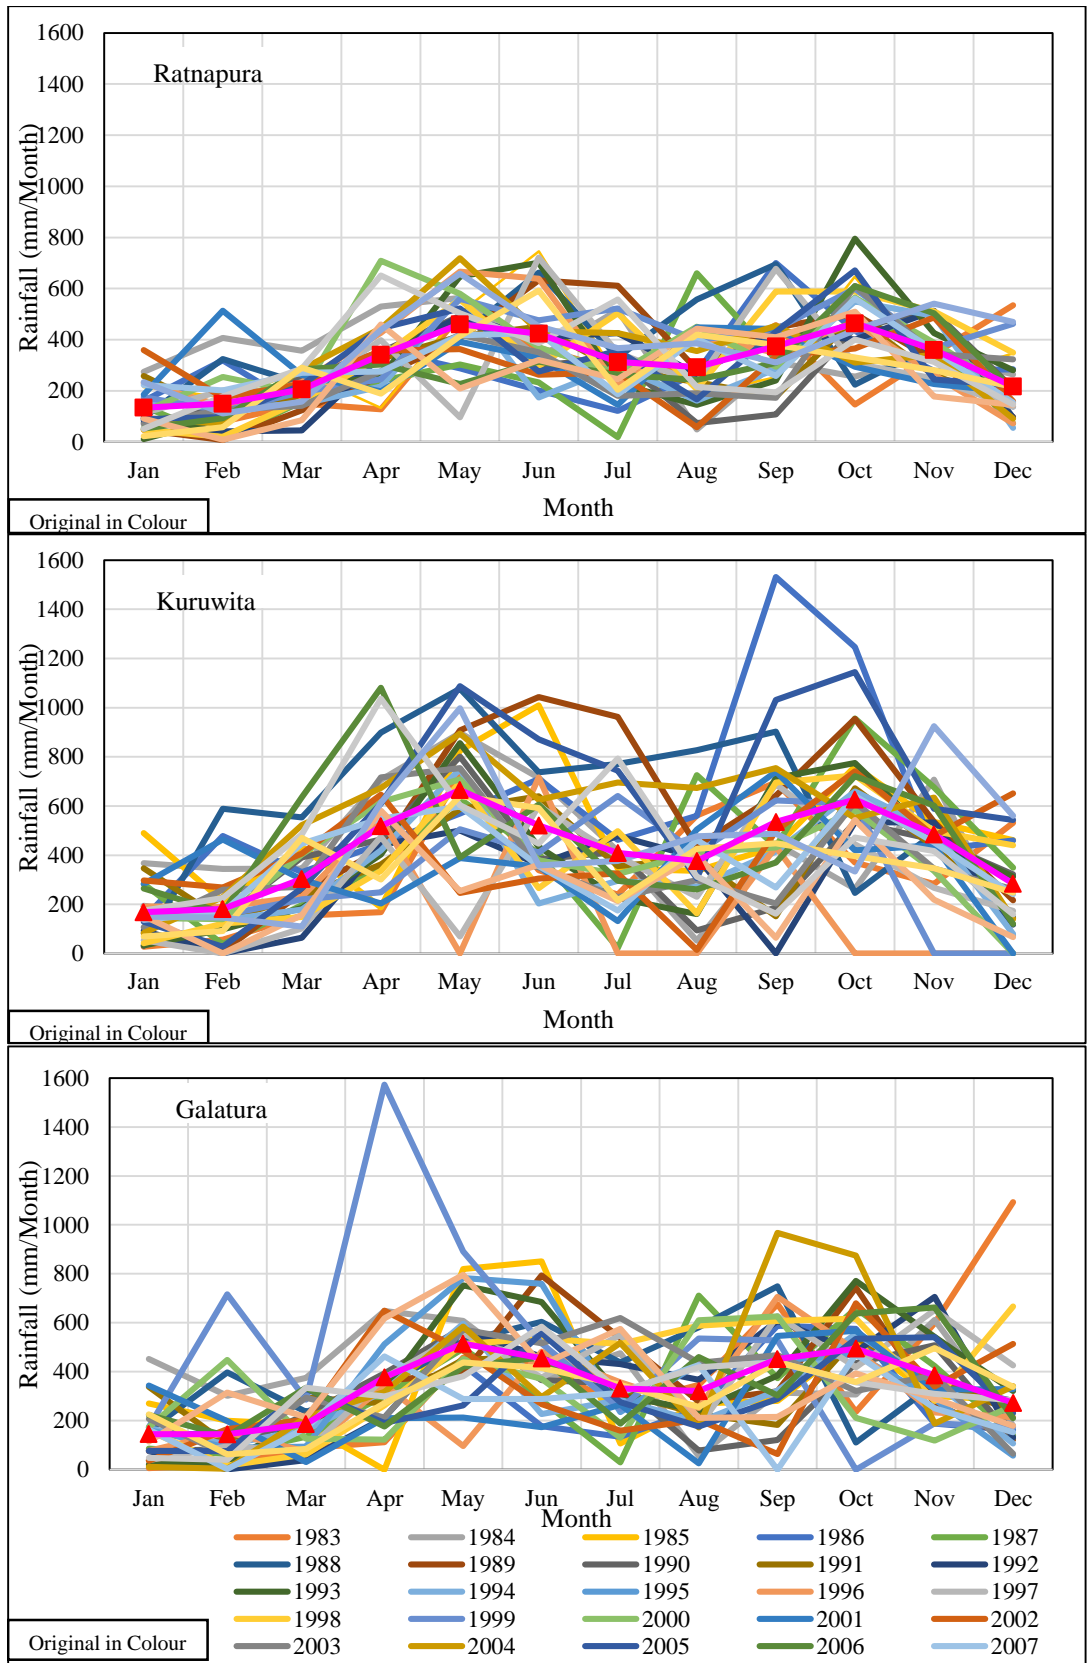 1600
1400
1200
1000
800
600
400
200
0
Rainfall (mm/Month)
Ratnapura
Jan Feb Mar Apr May Jun Jul Aug Sep Oct Nov Dec
Month
Original in Colour
1600
1400
1200
1000
800
600
400
200
0
Rainfall (mm/Month)
Kuruwita
Jan Feb Mar Apr May Jun Jul Aug Sep Oct Nov Dec
Month
Original in Colour
1600
1400
1200
1000
800
600
400
200
0
Rainfall (mm/Month)
Galatura
Jan Feb Mar Apr May Jun Jul Aug Sep Oct Nov Dec
Month
1983 1984 1985 1986 1987
1988 1989 1990 1991 1992
1993 1994 1995 1996 1997
1998 1999 2000 2001 2002
2003 2004 2005 2006 2007
Original in Colour